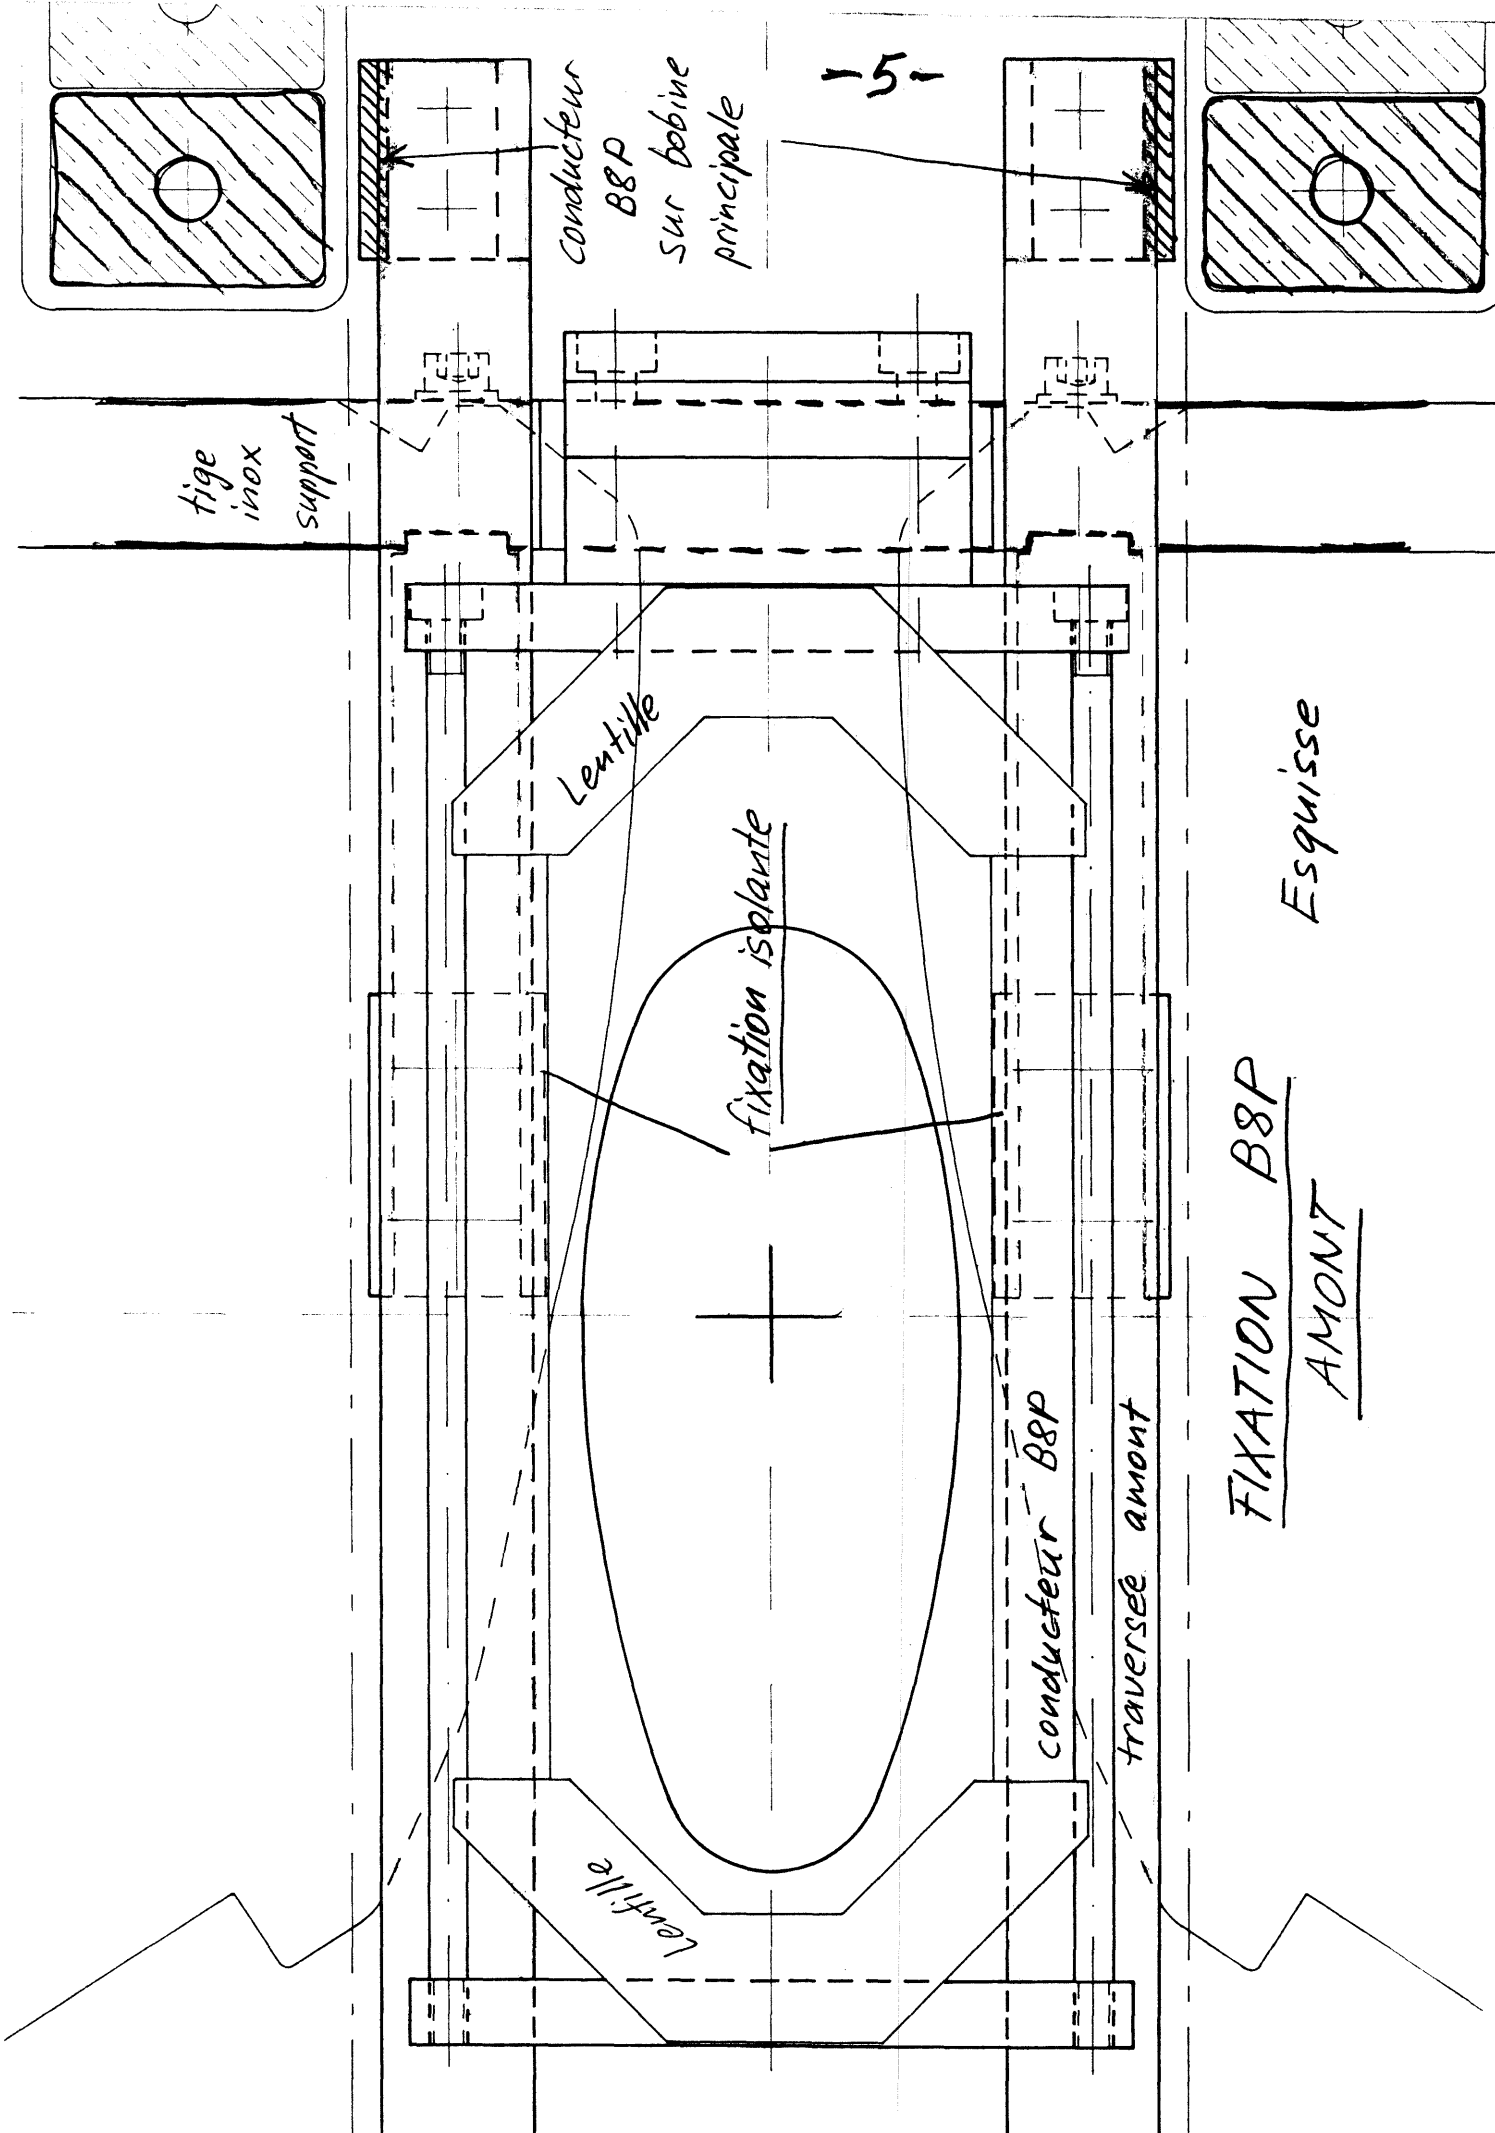 - 5 -
conducteur
B8P
sur bobine
principale
tige
inox
support
Lentille
fixation isolante
Esquisse
conducteur B8P
traversée amont
FIXATION B8P
AMONT
Lentille